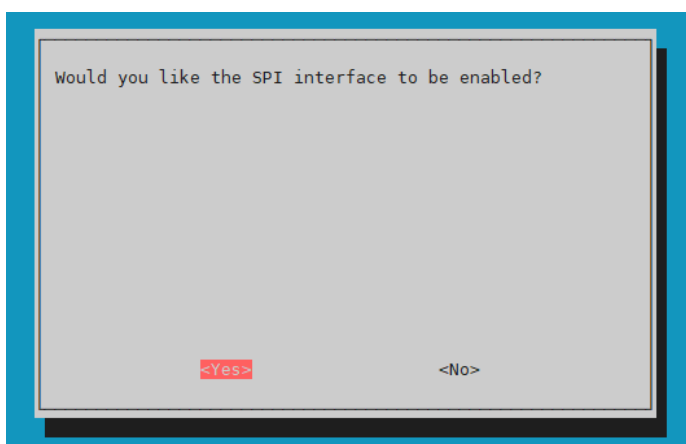 Would you like the SPI interface to be enabled?
<Yes> <No>